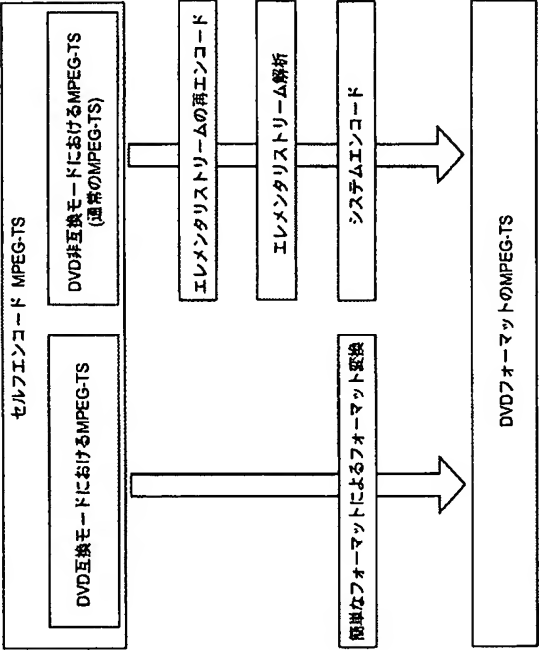 セルフエンコード MPEG-TS
DVD互換モードにおけるMPEG-TS
DVD非互換モードにおけるMPEG-TS
(通常のMPEG-TS)
エレメンタリストリームの再エンコード
エレメンタリストリーム解析
簡単なフォーマットによるフォーマット変換
システムエンコード
DVDフォーマットのMPEG-TS